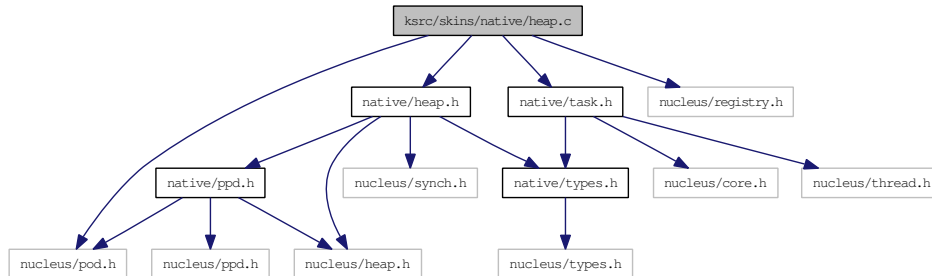 ksrc/skins/native/heap.c
native/heap.h
native/task.h
nucleus/registry.h
native/ppd.h
nucleus/synch.h
native/types.h
nucleus/core.h
nucleus/thread.h
nucleus/pod.h
nucleus/ppd.h
nucleus/heap.h
nucleus/types.h